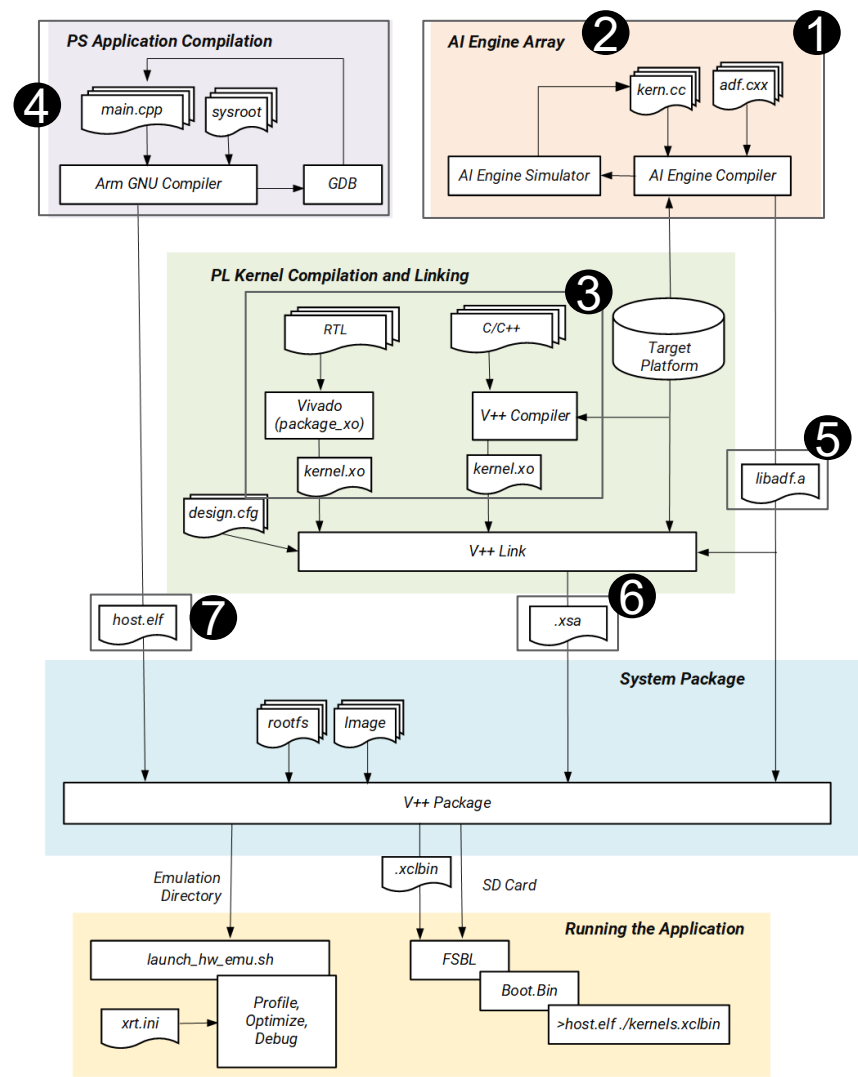 PS Application Compilation
AI Engine Array
2
1
4
main.cpp
sysroot
kern.cc
adf.cxx
Arm GNU Compiler
GDB
AI Engine Simulator
AI Engine Compiler
PL Kernel Compilation and Linking
3
RTL
C/C++
Target
Platform
Vivado
(package_xo)
V++ Compiler
5
kernel.xo
kernel.xo
libadf.a
design.cfg
V++ Link
6
host.elf
7
.xsa
System Package
rootfs
Image
V++ Package
Emulation
Directory
.xclbin
SD Card
Running the Application
launch_hw_emu.sh
FSBL
Boot.Bin
Profile,
Optimize,
Debug
xrt.ini
>host.elf ./kernels.xclbin